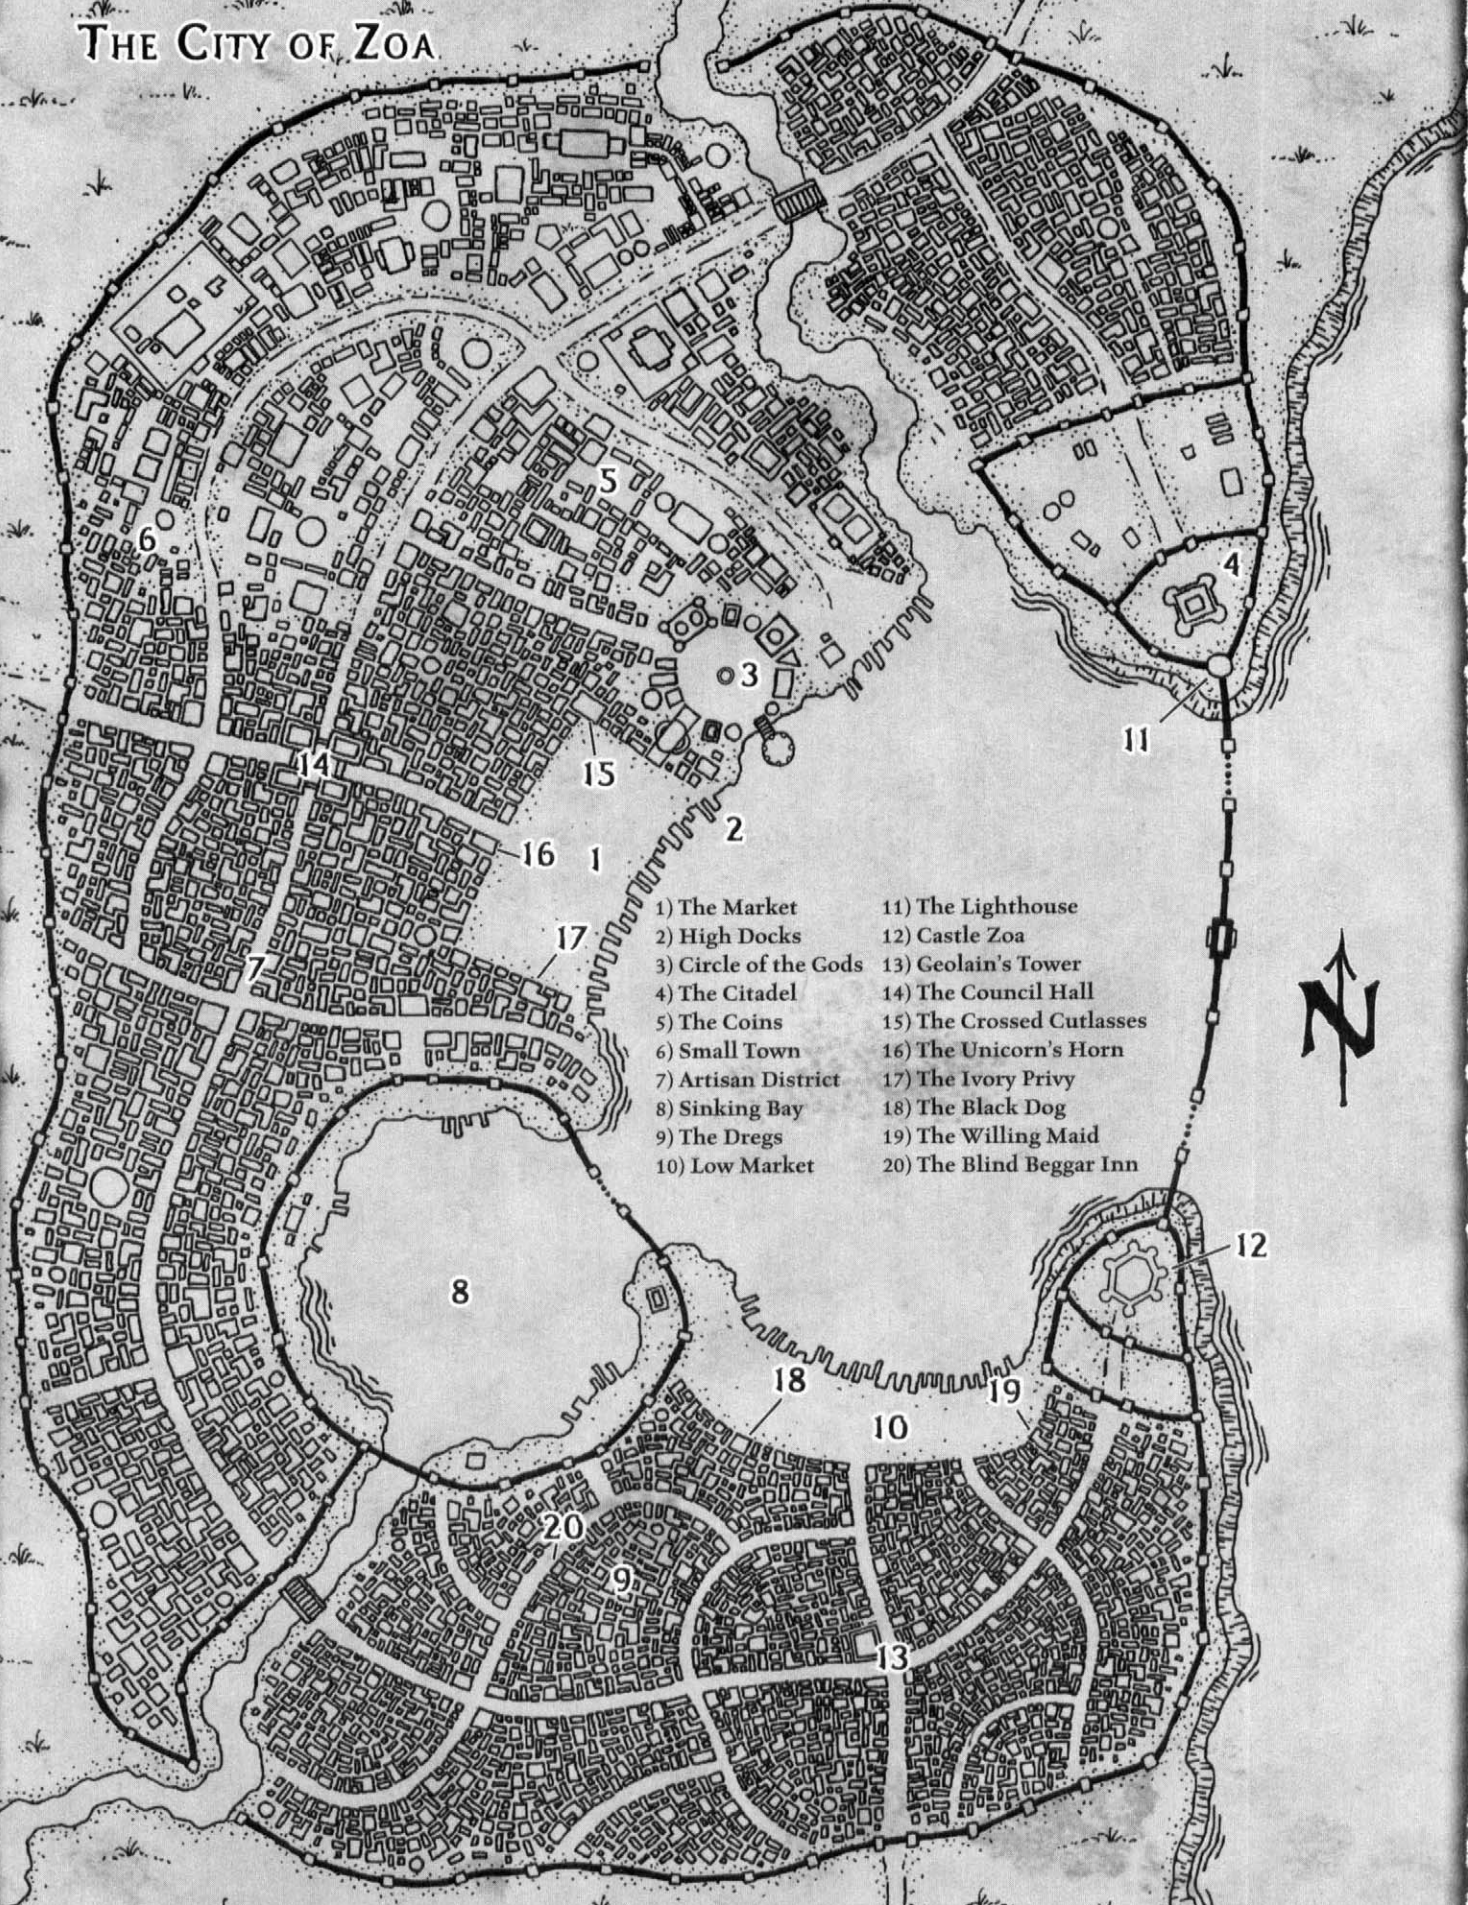 THE CITY OF ZOA
5
6
4
3
11
14
15
2
16
1
17
7
1) The Market
2) High Docks
3) Circle of the Gods
4) The Citadel
5) The Coins
6) Small Town
7) Artisan District
8) Sinking Bay
9) The Dregs
10) Low Market
11) The Lighthouse
12) Castle Zoa
13) Geolain's Tower
14) The Council Hall
15) The Crossed Cutlasses
16) The Unicorn's Horn
17) The Ivory Privy
18) The Black Dog
19) The Willing Maid
20) The Blind Beggar Inn
N
12
8
18
19
10
20
9
13